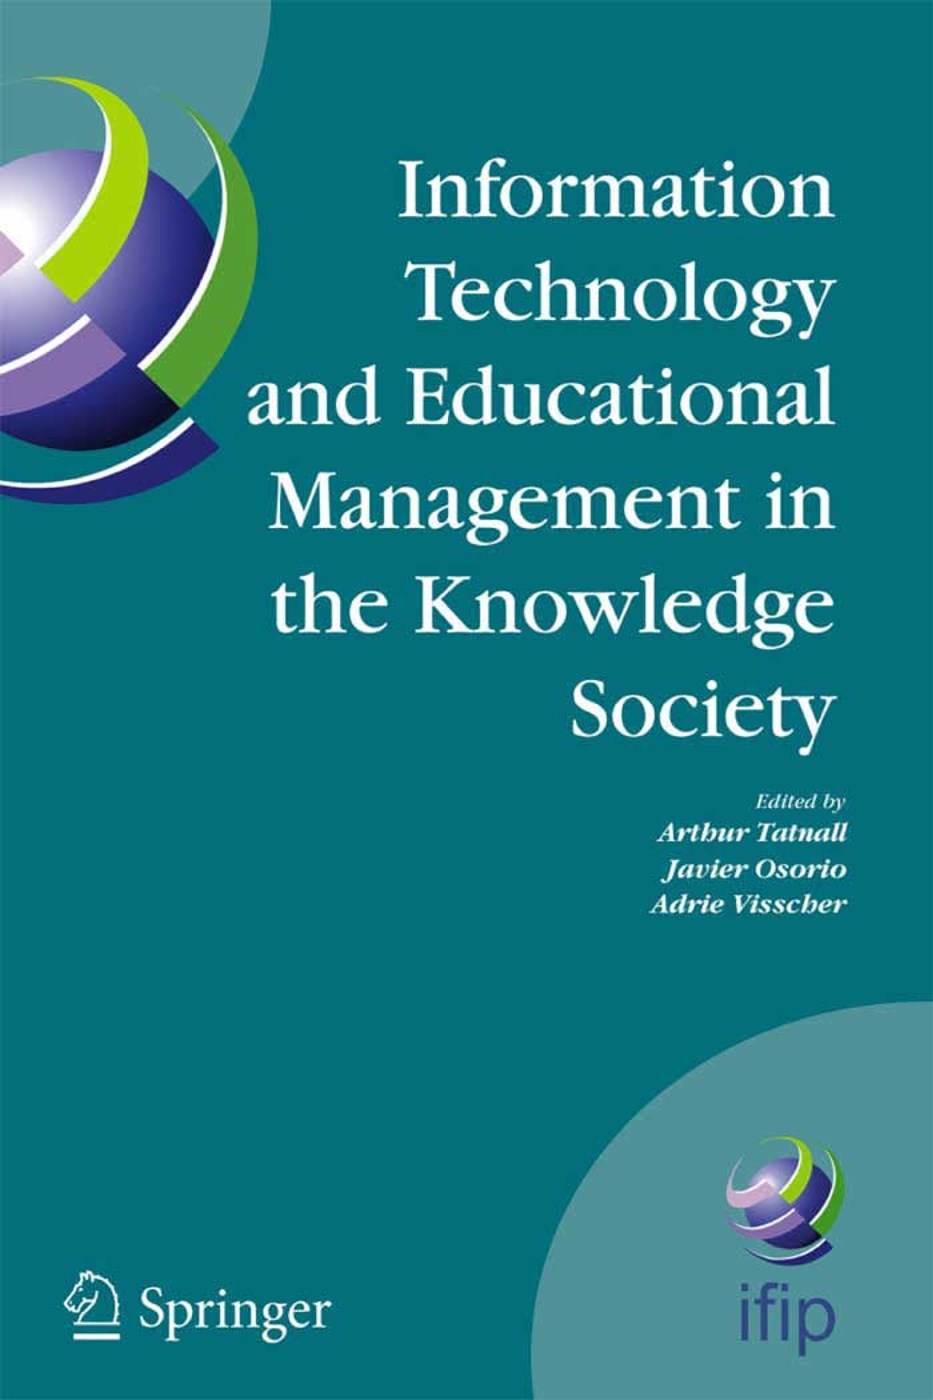 Information
Technology
and Educational
Management in
the Knowledge
Society
Edited by
Arthur Tatnall
Javier Osorio
Adrie Visscher
Springer
ifip